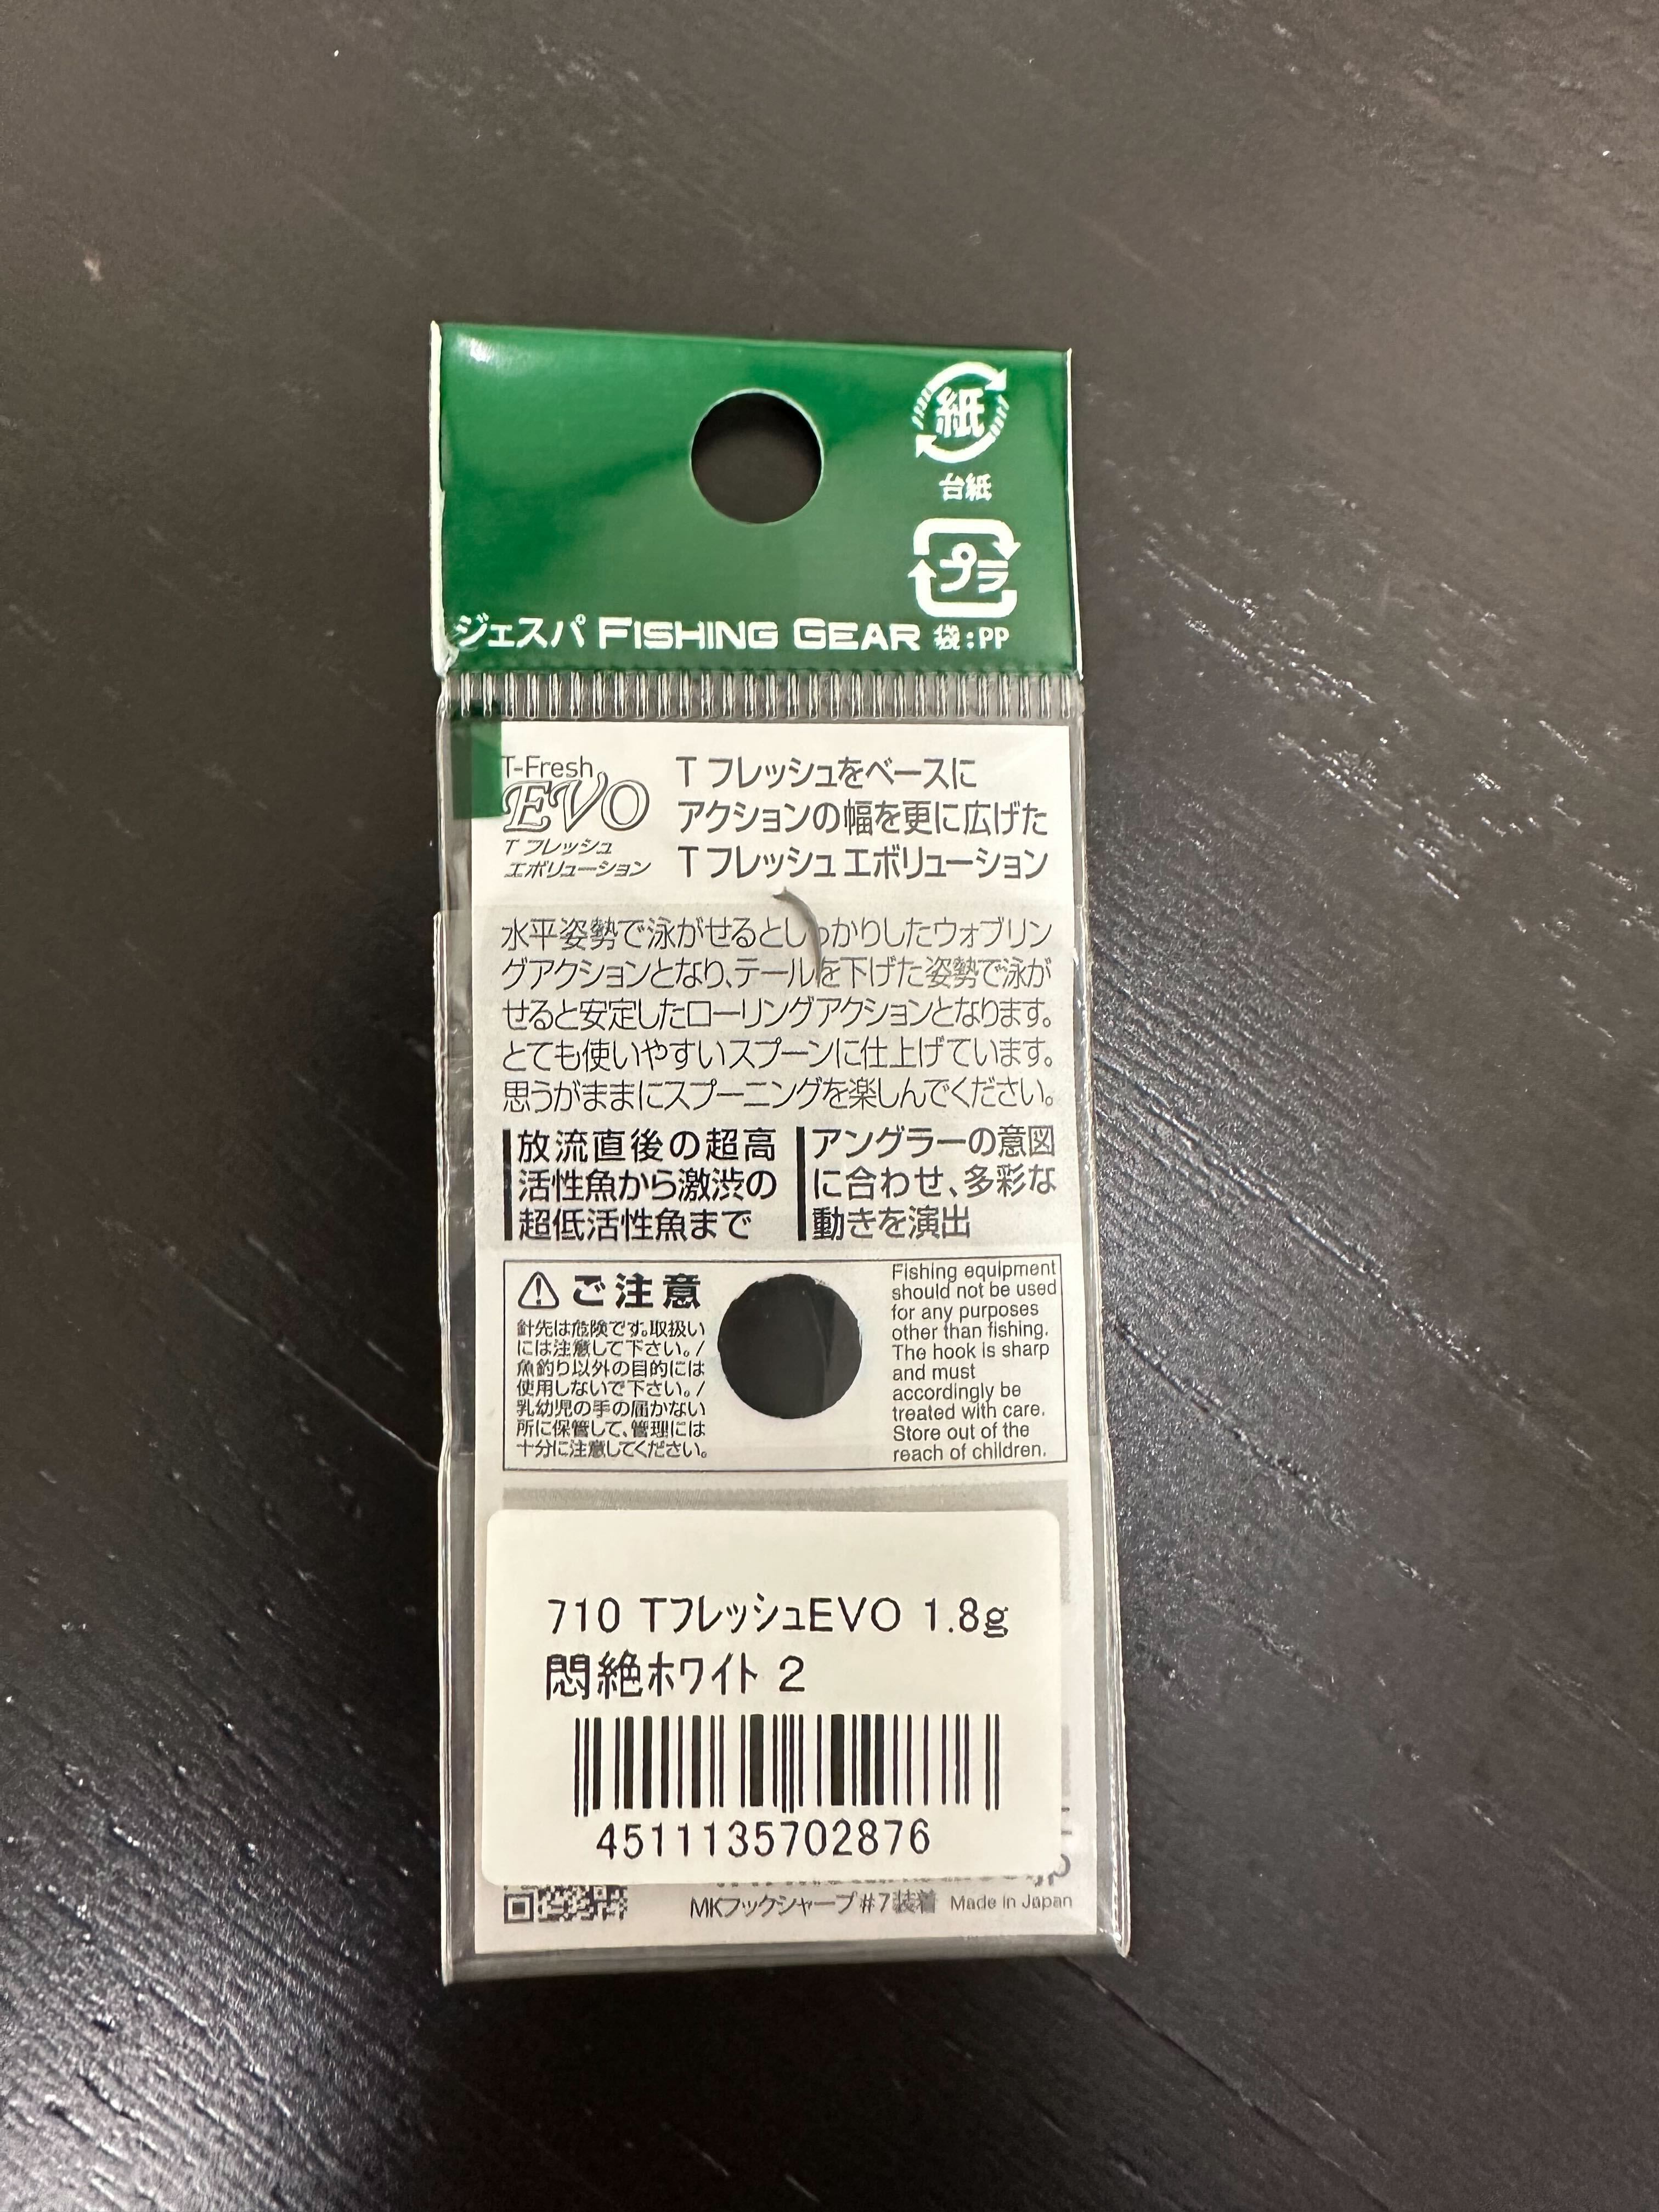 紙
台紙
プラ
ジェスパ FISHING GEAR 袋:PP
T-Fresh
EVO
T フレッシュ
エボリューション
T フレッシュをベースに
アクションの幅を更に広げた
T フレッシュ エボリューション
水平姿勢で泳がせるとしっかりしたウォブリン
グアクションとなり、テールを下げた姿勢で泳が
せると安定したローリングアクションとなります。
とても使いやすいスプーンに仕上げています。
思うがままにスプーニングを楽しんでください。
放流直後の超高
活性魚から激渋の
超低活性魚まで
アングラーの意図
に合わせ、多彩な
動きを演出
ご注意
針先は危険です。取扱い
には注意して下さい。/
魚釣り以外の目的には
使用しないで下さい。/
乳幼児の手の届かない
所に保管して、管理には
十分に注意してください。
Fishing equipment
should not be used
for any purposes
other than fishing.
The hook is sharp
and must
accordingly be
treated with care.
Store out of the
reach of children.
710 TフレッシュEVO 1.8g
悶絶ホワイト 2
4511135702876
MKフックシャープ#7装着 Made in Japan